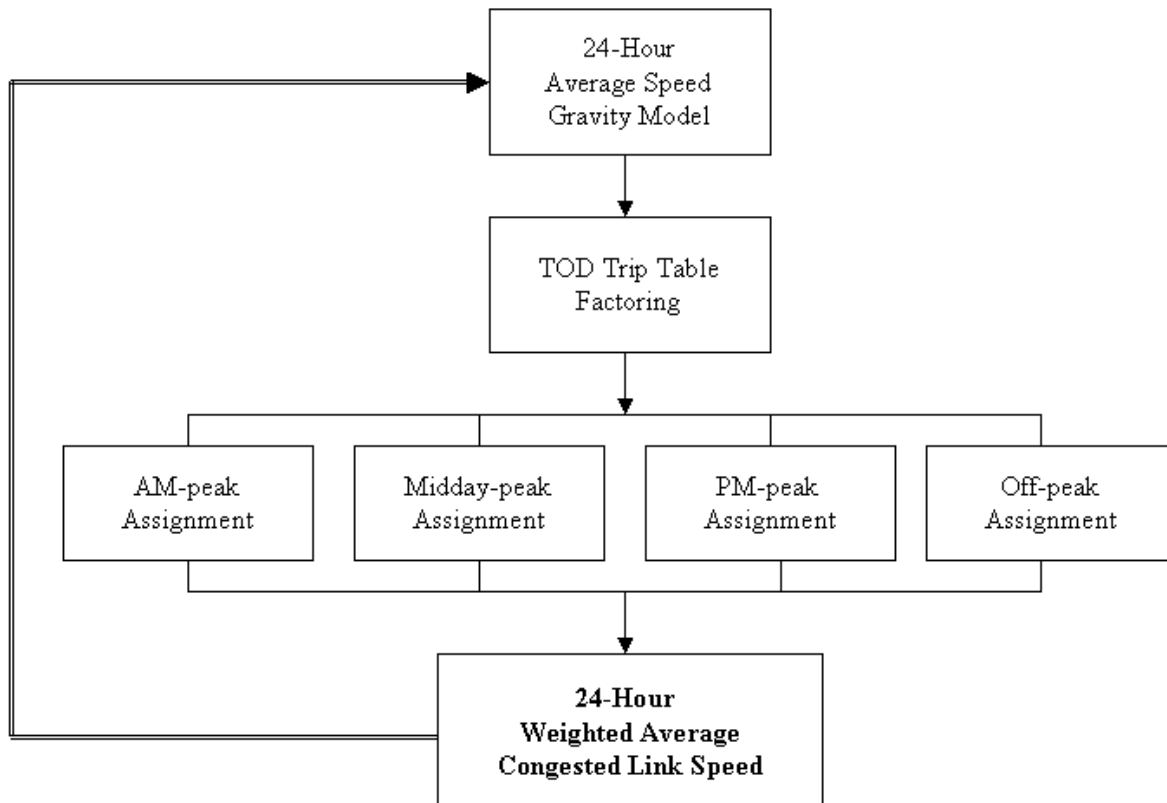 24-Hour
Average Speed
Gravity Model
TOD Trip Table
Factoring
AM-peak
Assignment
Midday-peak
Assignment
PM-peak
Assignment
Off-peak
Assignment
24-Hour
Weighted Average
Congested Link Speed